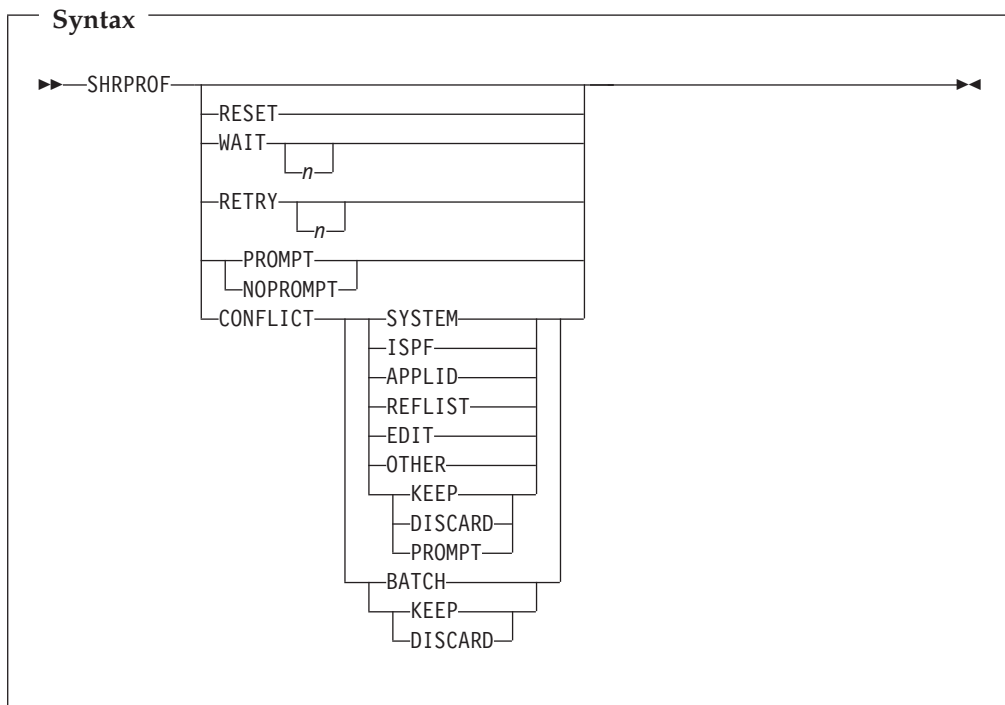 Syntax
SHRPROF
RESET
WAIT
n
RETRY
n
PROMPT
NOPROMPT
CONFLICT
SYSTEM
ISPF
APPLID
REFLIST
EDIT
OTHER
KEEP
DISCARD
PROMPT
BATCH
KEEP
DISCARD